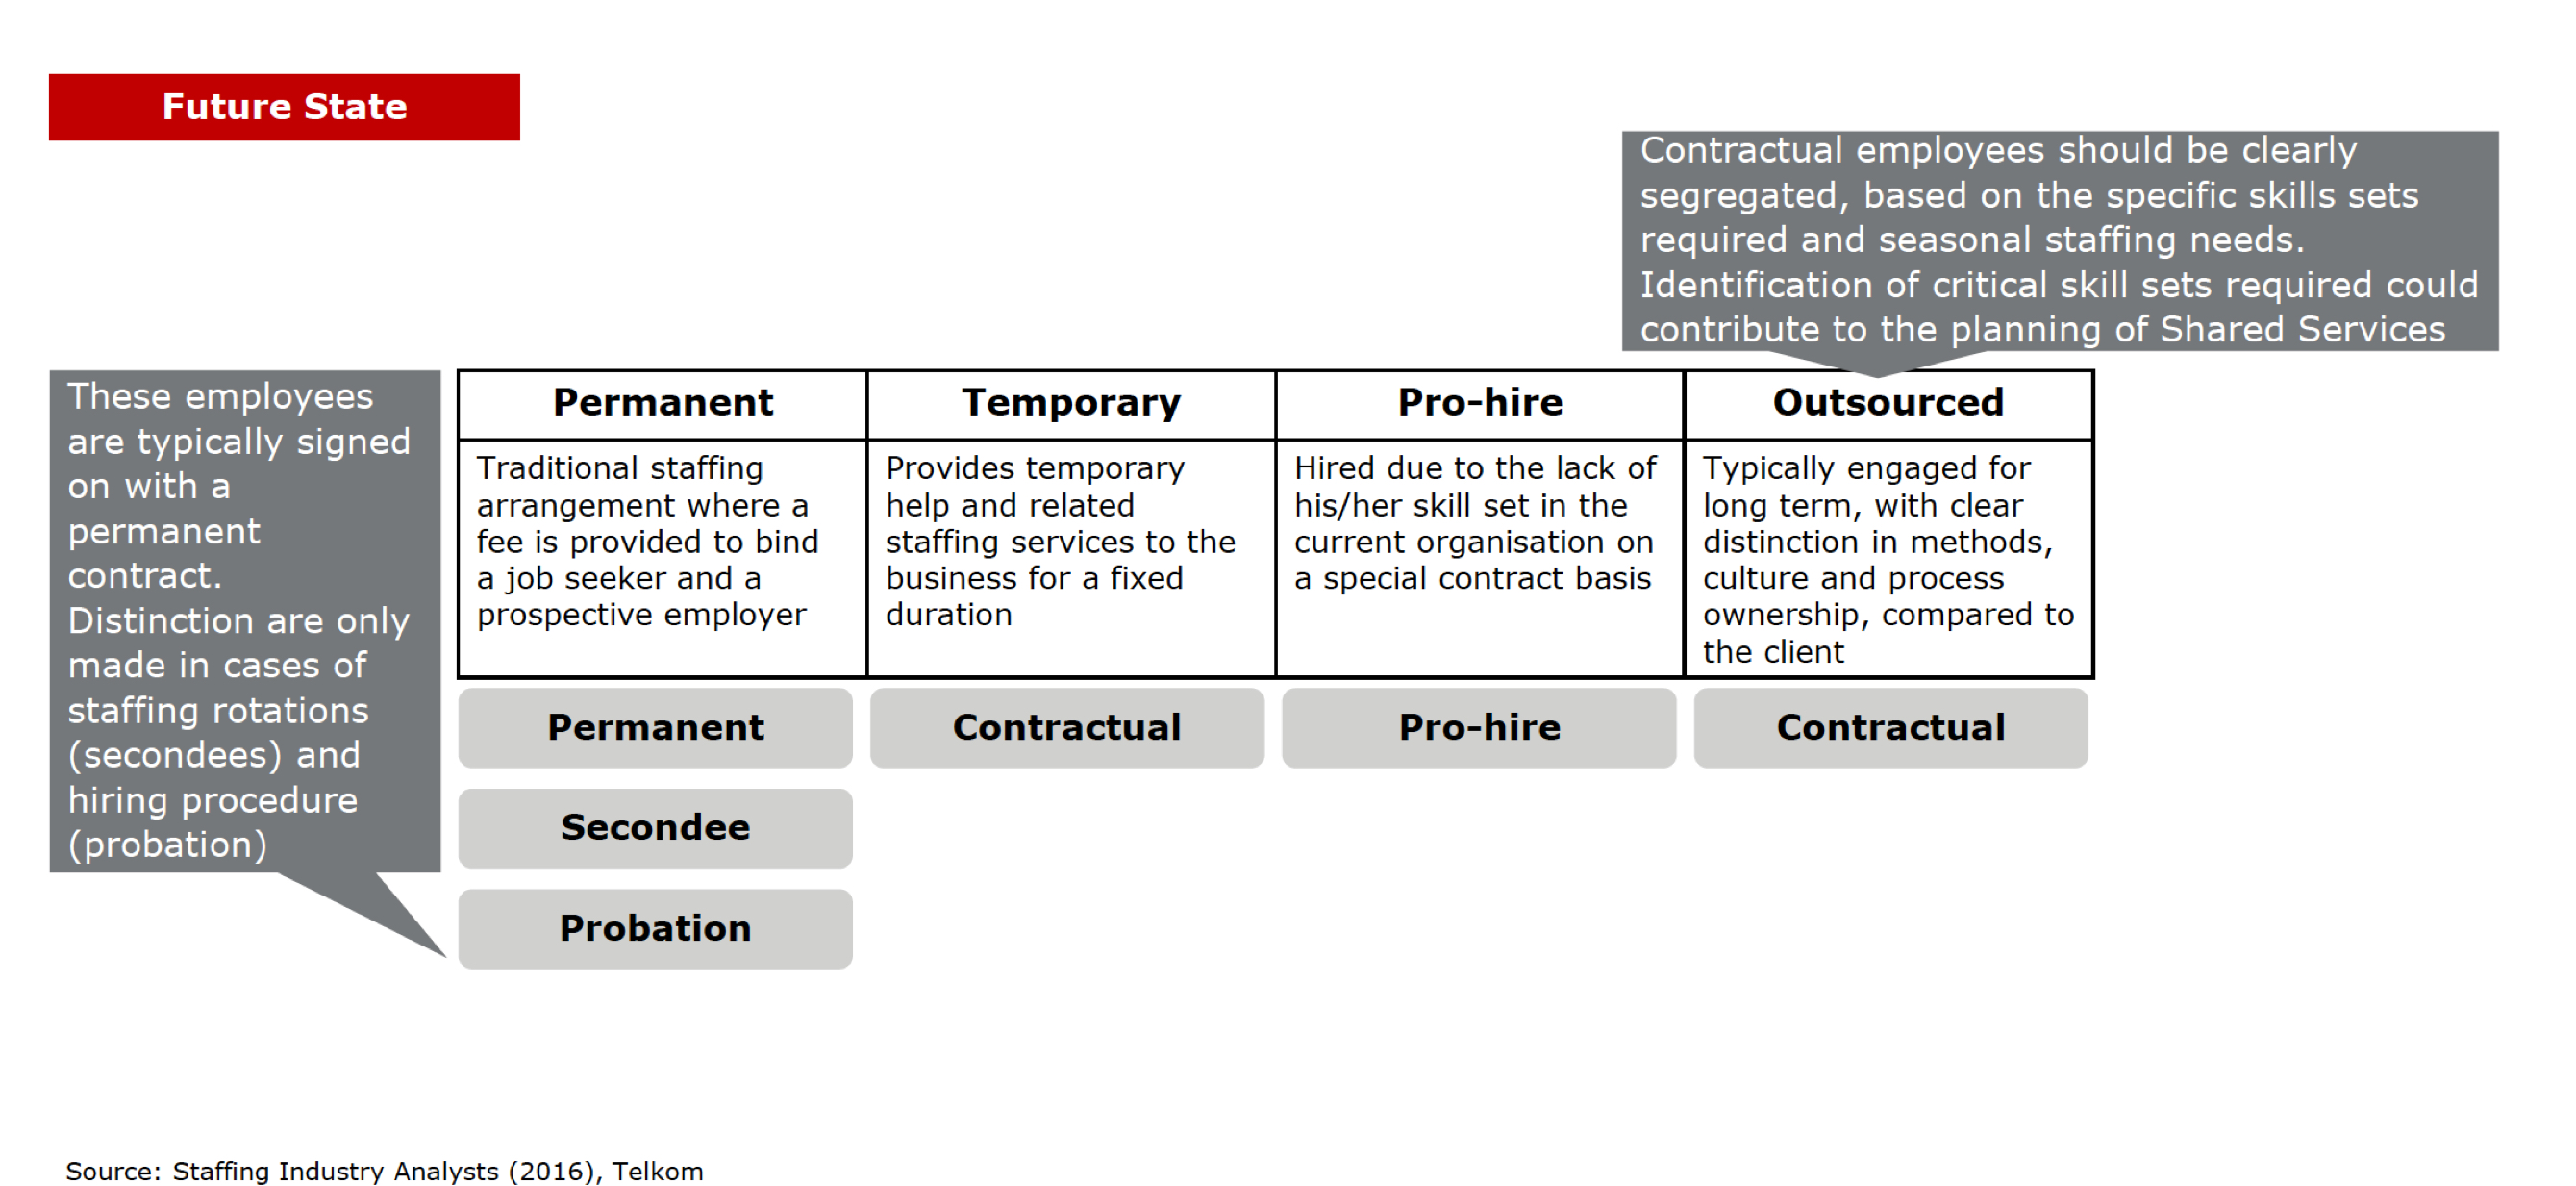 Future State
Contractual employees should be clearly
segregated, based on the specific skills sets
required and seasonal staffing needs.
Identification of critical skill sets required could
contribute to the planning of Shared Services
These employees
are typically signed
on with a
permanent
contract.
Distinction are only
made in cases of
staffing rotations
(secondees) and
hiring procedure
(probation)
Permanent
Traditional staffing
arrangement where a
fee is provided to bind
a job seeker and a
prospective employer
Temporary
Provides temporary
help and related
staffing services to the
business for a fixed
duration
Pro-hire
Hired due to the lack of
his/her skill set in the
current organisation on
a special contract basis
Outsourced
Typically engaged for
long term, with clear
distinction in methods,
culture and process
ownership, compared to
the client
Permanent
Contractual
Pro-hire
Contractual
Secondee
Probation
Source: Staffing Industry Analysts (2016), Telkom